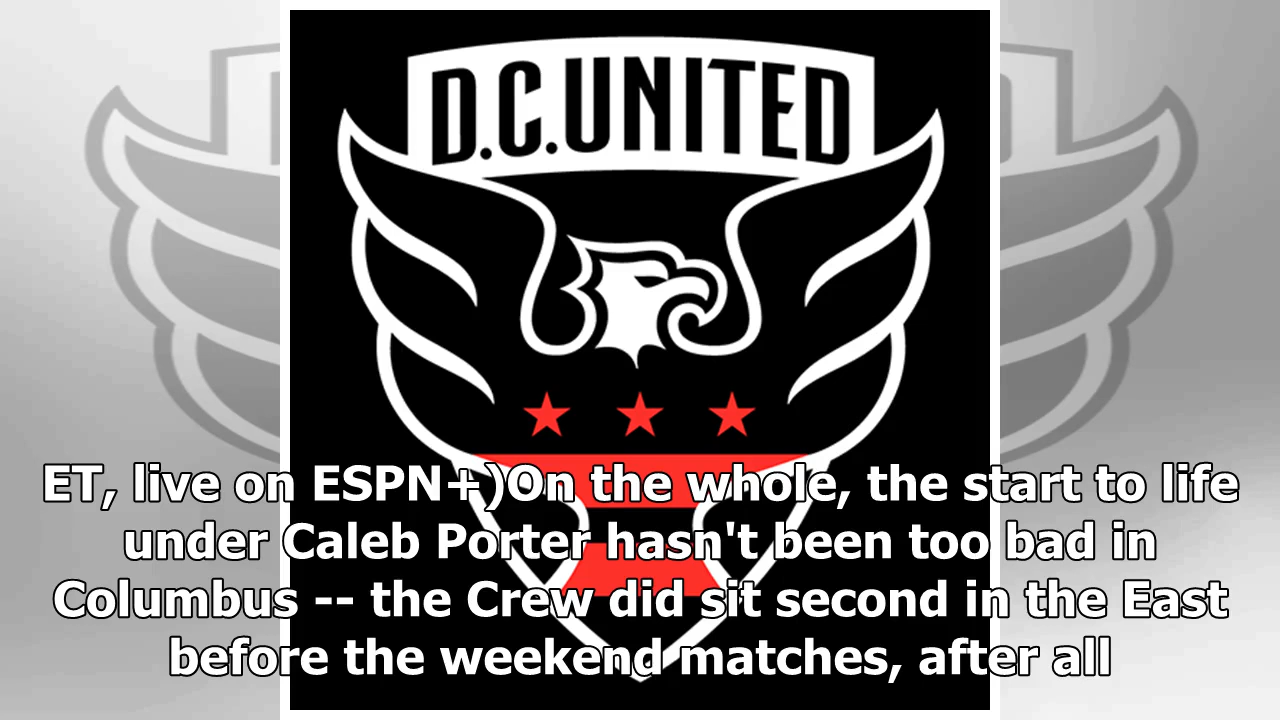 D.C.UNITED
ET, live on ESPN+)On the whole, the start to life
under Caleb Porter hasn't been too bad in
Columbus -- the Crew did sit second in the East
before the weekend matches, after all